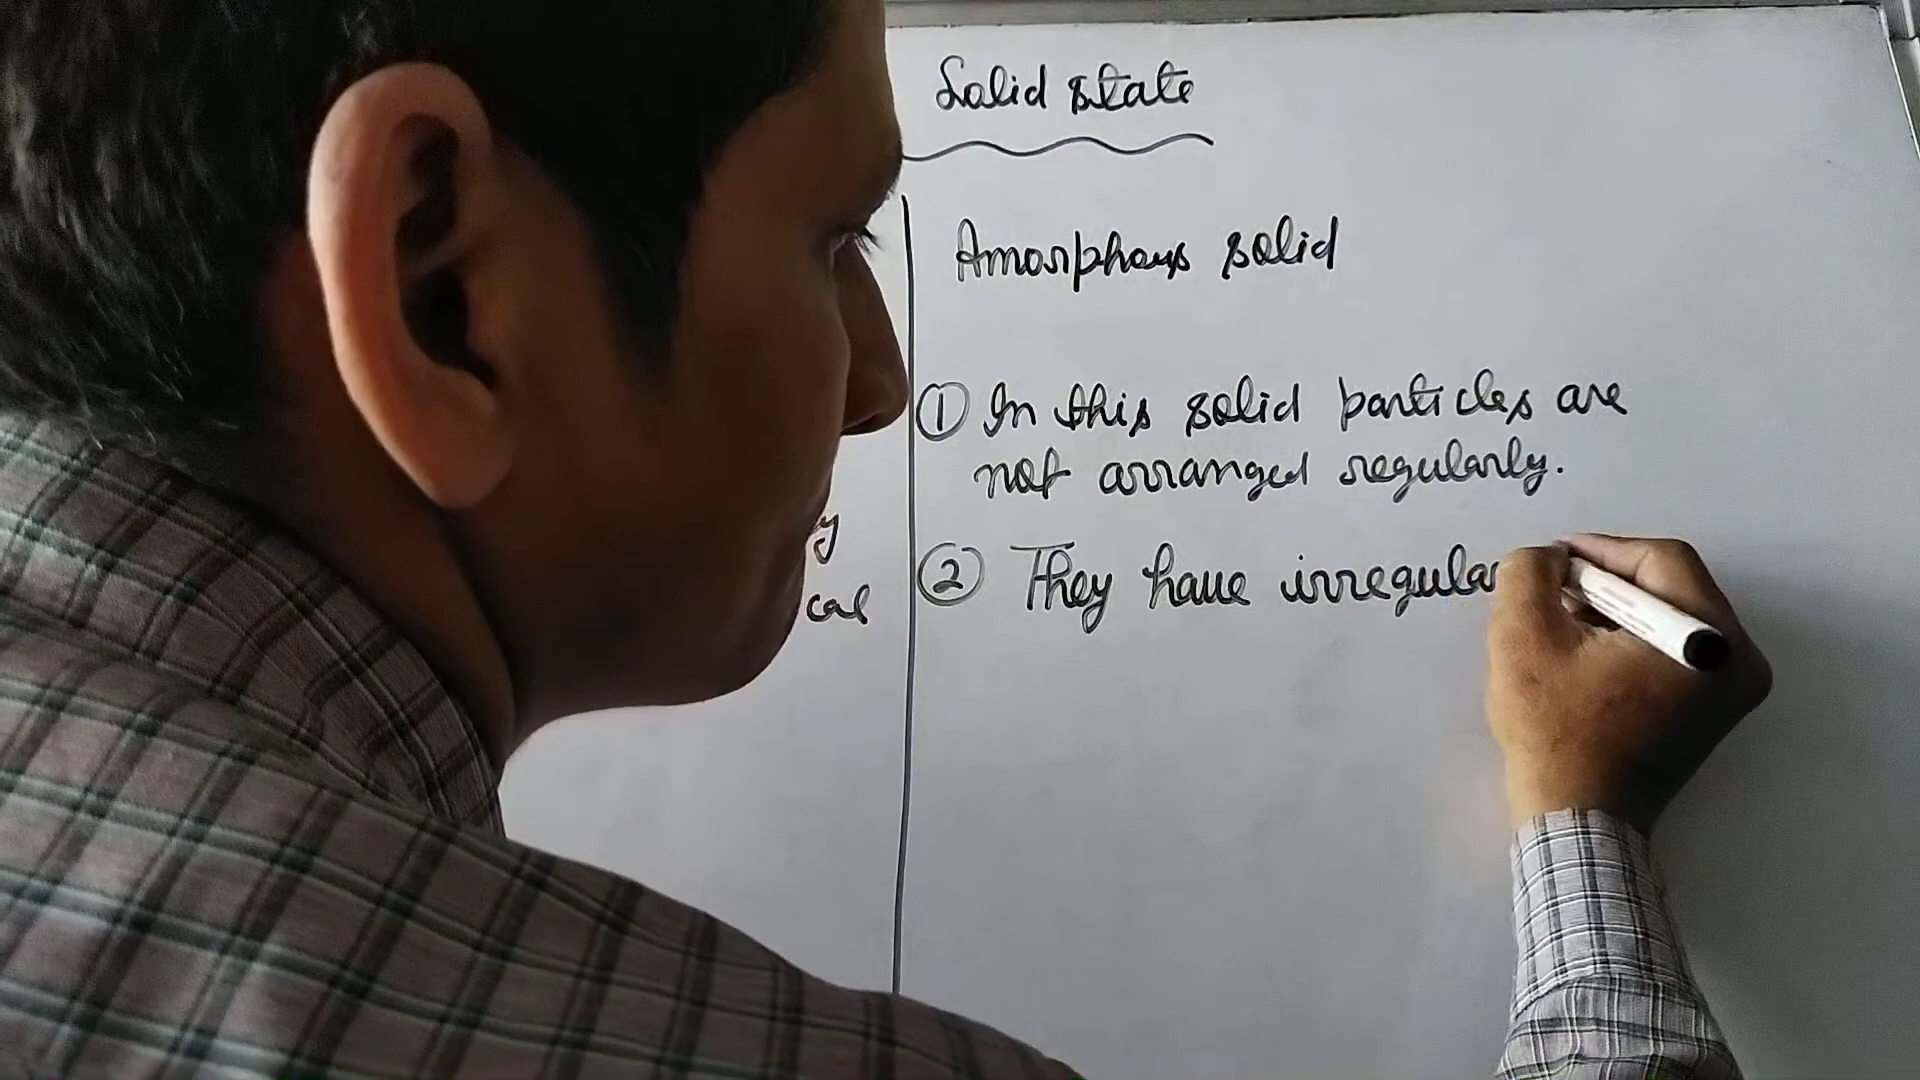 Solid state
Amorphous solid
① In this solid particles are
not arranged regularly.
② They have irregular